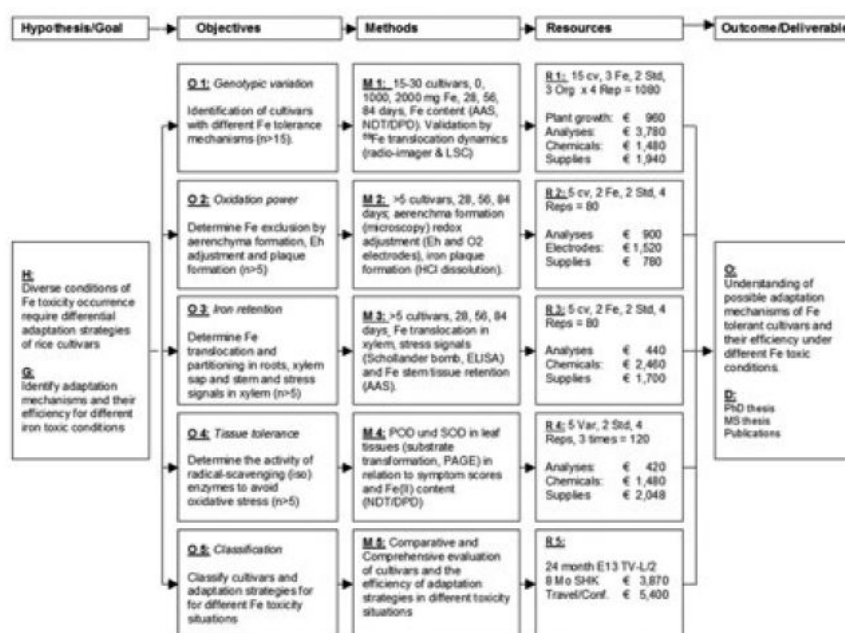 Hypothesis/Goal
Objectives
Methods
Resources
Outcome/Deliverable
H:
Diverse conditions of
Fe toxicity occurrence
require differential
adaptation strategies
of rice cultivars
G:
Identify adaptation
mechanisms and their
efficiency for different
iron toxic conditions
O 1: Genotypic variation
Identification of cultivars
with different Fe tolerance
mechanisms (n>15).
M 1: 15-30 cultivars, 0,
1000, 2000 mg Fe, 28, 56,
84 days, Fe content (AAS,
NDT/DPD). Validation by
⁵⁹Fe translocation dynamics
(radio-imager & LSC)
R 1: 15 cv, 3 Fe, 2 Std,
3 Org x 4 Rep = 1080
Plant growth: € 960
Analyses: € 3,780
Chemicals: € 1,480
Supplies € 1,940
O 2: Oxidation power
Determine Fe exclusion by
aerenchyma formation, Eh
adjustment and plaque
formation (n>5)
M 2: >5 cultivars, 28, 56, 84
days; aerenchma formation
(microscopy) redox
adjustment (Eh and O2
electrodes), iron plaque
formation (HCl dissolution).
R 2: 5 cv, 2 Fe, 2 Std, 4
Reps = 80
Analyses € 900
Electrodes: € 1,520
Supplies € 780
O 3: Iron retention
Determine Fe
translocation and
partitioning in roots, xylem
sap and stem and stress
signals in xylem (n>5)
M 3: >5 cultivars, 28, 56, 84
days, Fe translocation in
xylem, stress signals
(Schollander bomb, ELISA)
and Fe stem tissue retention
(AAS).
R 3: 5 cv, 2 Fe, 2 Std, 4
Reps = 80
Analyses € 440
Chemicals: € 2,460
Supplies € 1,700
O 4: Tissue tolerance
Determine the activity of
radical-scavenging (iso)
enzymes to avoid
oxidative stress (n>5)
M 4: POD und SOD in leaf
tissues (substrate
transformation, PAGE) in
relation to symptom scores
and Fe(II) content
(NDT/DPD)
R 4: 5 Var, 2 Std, 4
Reps, 3 times = 120
Analyses: € 420
Chemicals: € 1,480
Supplies € 2,048
O 5: Classification
Classify cultivars and
adaptation strategies for
for different Fe toxicity
situations
M 5: Comparative and
Comprehensive evaluation
of cultivars and the
efficiency of adaptation
strategies in different toxicity
situations
R 5:
24 month E13 TV-L/2
8 Mo SHK € 3,870
Travel/Conf. € 5,400
O:
Understanding of
possible adaptation
mechanisms of Fe
tolerant cultivars and
their efficiency under
different Fe toxic
conditions.
D:
PhD thesis
MS thesis
Publications